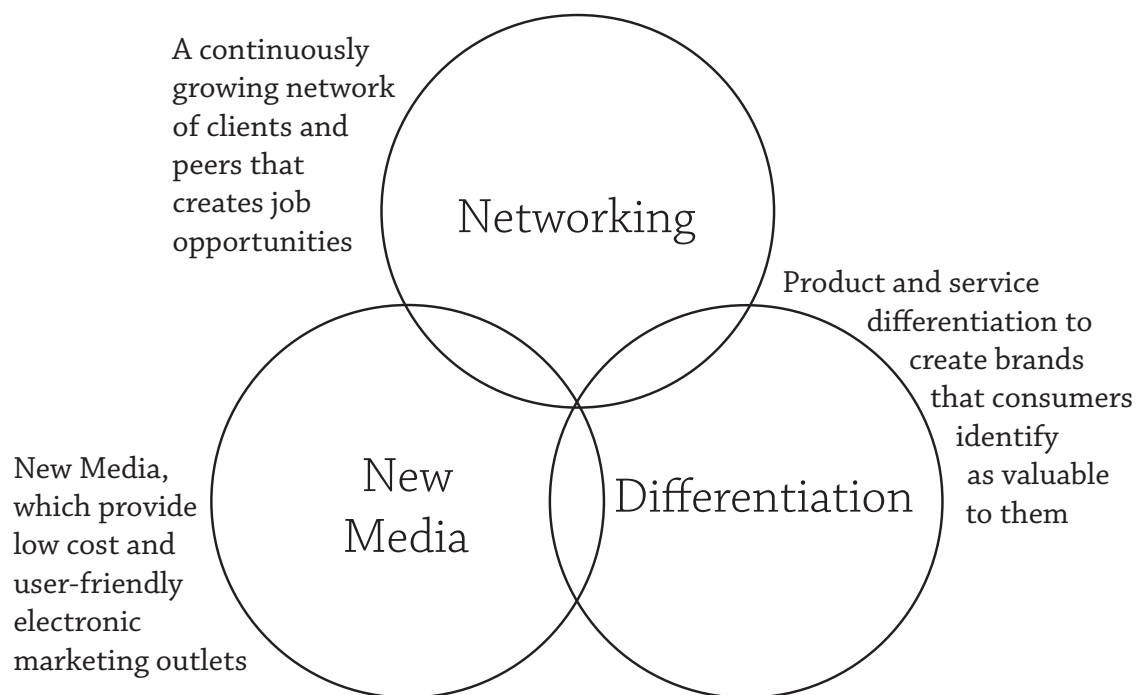 A continuously
growing network
of clients and
peers that
creates job
opportunities
Networking
Product and service
differentiation to
create brands
that consumers
identify
as valuable
to them
New Media,
which provide
low cost and
user-friendly
electronic
marketing outlets
New
Media
Differentiation